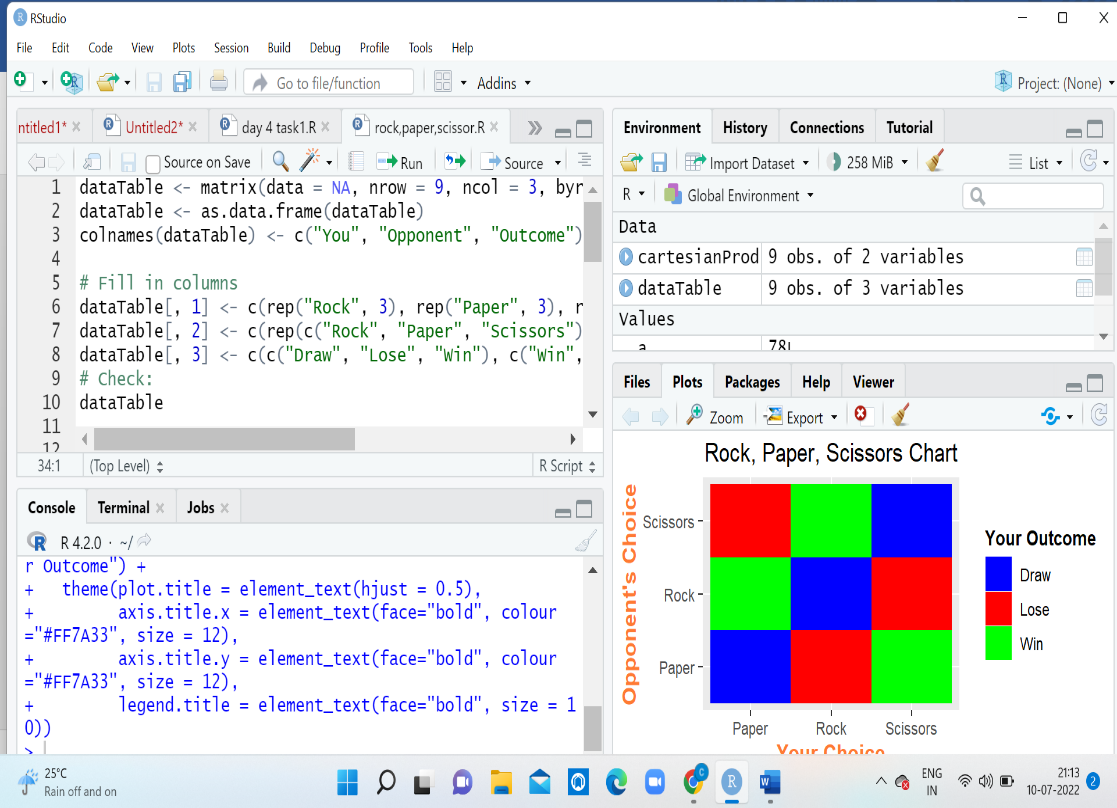 RStudio
File Edit Code View Plots Session Build Debug Profile Tools Help
Go to file/function Addins Project: (None)
ntitled1* Untitled2* day 4 task1.R rock,paper,scissor.R
Source on Save Run Source
1 dataTable <- matrix(data = NA, nrow = 9, ncol = 3, byr
2 dataTable <- as.data.frame(dataTable)
3 colnames(dataTable) <- c("You", "Opponent", "Outcome")
4
5 # Fill in columns
6 dataTable[, 1] <- c(rep("Rock", 3), rep("Paper", 3), r
7 dataTable[, 2] <- c(rep(c("Rock", "Paper", "Scissors")
8 dataTable[, 3] <- c(c("Draw", "Lose", "Win"), c("Win",
9 # Check:
10 dataTable
11
12
34:1 (Top Level) R Script
Console Terminal Jobs
R 4.2.0 · ~/
r Outcome") +
+ theme(plot.title = element_text(hjust = 0.5),
+ axis.title.x = element_text(face="bold", colour
="#FF7A33", size = 12),
+ axis.title.y = element_text(face="bold", colour
="#FF7A33", size = 12),
+ legend.title = element_text(face="bold", size = 1
0))
>
Environment History Connections Tutorial
Import Dataset 258 MiB List
R Global Environment
Data
cartesianProd 9 obs. of 2 variables
dataTable 9 obs. of 3 variables
Values
a 78L
Files Plots Packages Help Viewer
Zoom Export
Rock, Paper, Scissors Chart
Opponent's Choice
Scissors
Rock
Paper
Paper Rock Scissors
Your Choice
Your Outcome
Draw
Lose
Win
25°C
Rain off and on
ENG
IN
21:13
10-07-2022
2